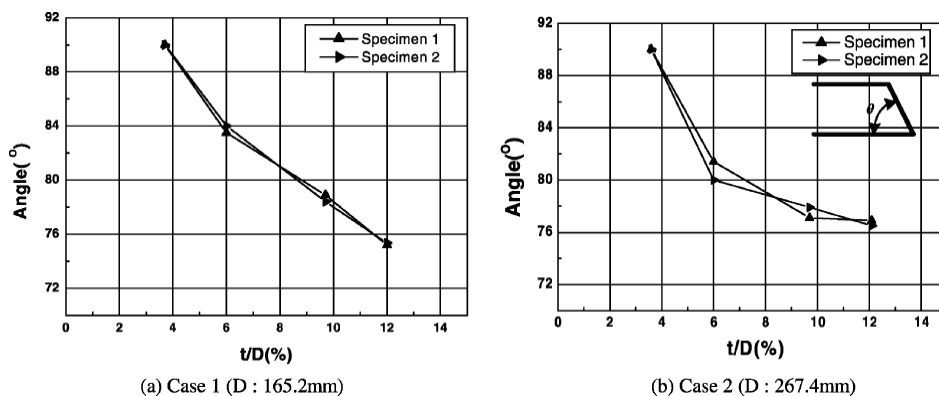 92
88
84
80
76
72
Angle(°)
0 2 4 6 8 10 12 14
t/D(%)
Specimen 1
Specimen 2
(a) Case 1 (D : 165.2mm)
92
88
84
80
76
72
Angle(°)
0 2 4 6 8 10 12 14
t/D(%)
Specimen 1
Specimen 2
θ
(b) Case 2 (D : 267.4mm)